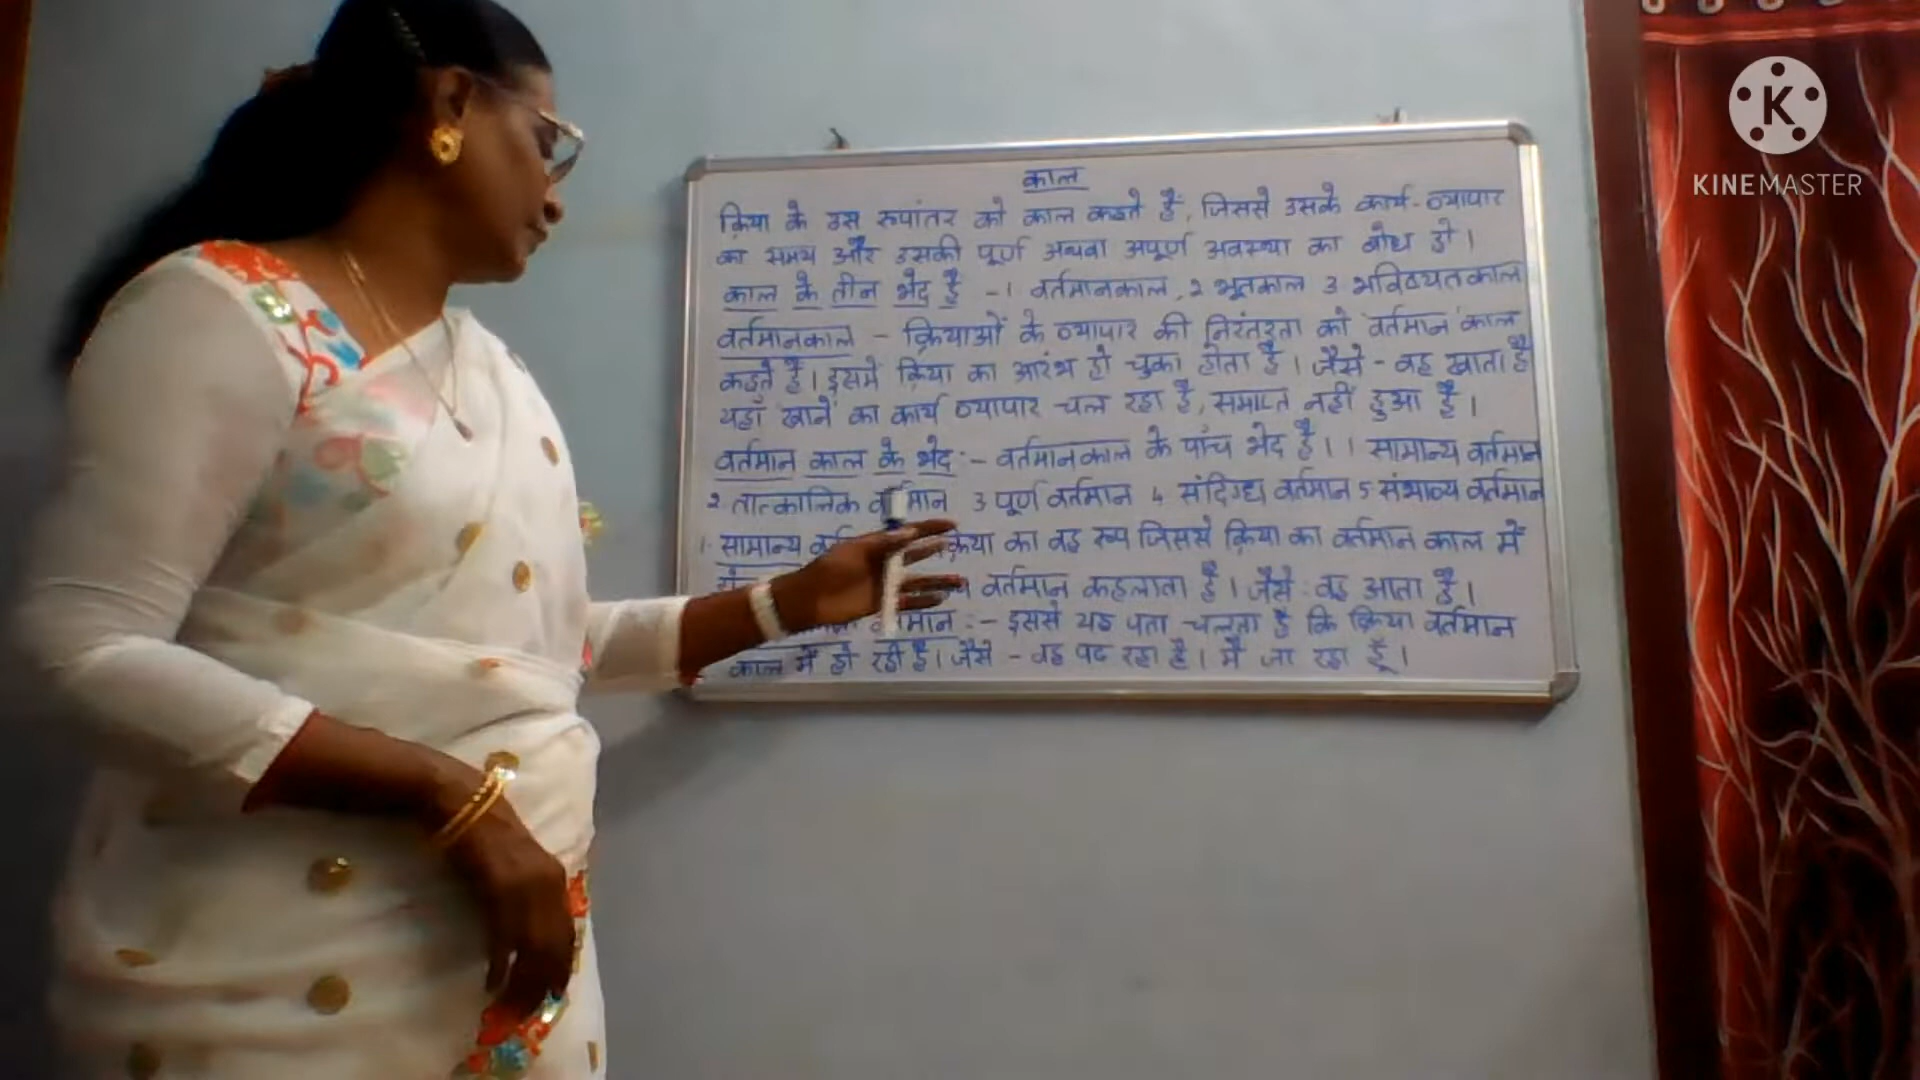 काल
क्रिया के उस रुपांतर को काल कहते हैं, जिससे उसके कार्य-व्यापार
का समय और उसकी पूर्ण अथवा अपूर्ण अवस्था का बोध हो।
काल के तीन भेद है -1 वर्तमानकाल, 2 भूतकाल 3 भविष्यतकाल
वर्तमानकाल - क्रियाओं के व्यापार की निरंतरता को 'वर्तमान' काल
कहते हैं। इसमें क्रिया का आरंभ हो चुका होता है। जैसे - वह खाता है
यहाँ खाने का कार्य व्यापार चल रहा है, समाप्त नहीं हुआ है।
वर्तमान काल के भेद :- वर्तमानकाल के पांच भेद है। 1 सामान्य वर्तमान
2 तात्कालिक वर्तमान 3 पूर्ण वर्तमान 4 संदिग्ध वर्तमान 5 संभाव्य वर्तमान
1. सामान्य का वह रूप जिससे क्रिया का वर्तमान काल में
वर्तमान कहलाता है। जैसे - वह आता है।
:- इससे यह पता चलता है कि क्रिया वर्तमान
काल में हो रही है। जैसे - वह पढ रहा है। मैं जा रहा हूँ।
K
KINEMASTER